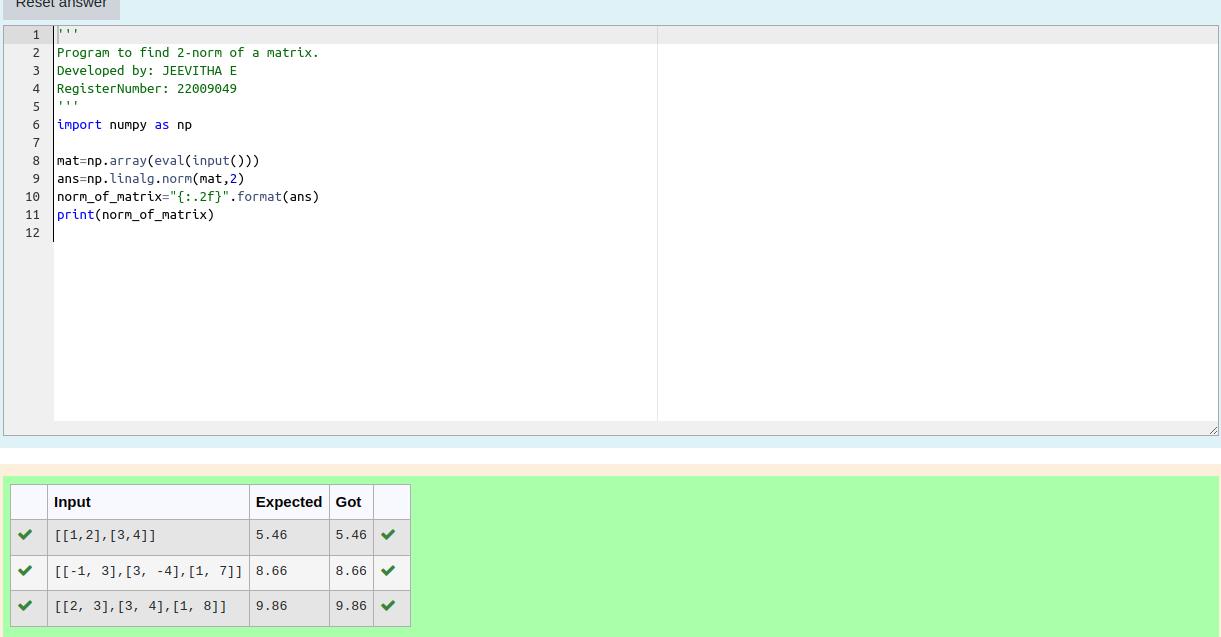 Reset answer
1 '''
2 Program to find 2-norm of a matrix.
3 Developed by: JEEVITHA E
4 RegisterNumber: 22009049
5 '''
6 import numpy as np
7
8 mat=np.array(eval(input()))
9 ans=np.linalg.norm(mat,2)
10 norm_of_matrix="{:.2f}".format(ans)
11 print(norm_of_matrix)
12
Input Expected Got
[[1,2],[3,4]] 5.46 5.46
[[-1, 3],[3, -4],[1, 7]] 8.66 8.66
[[2, 3],[3, 4],[1, 8]] 9.86 9.86